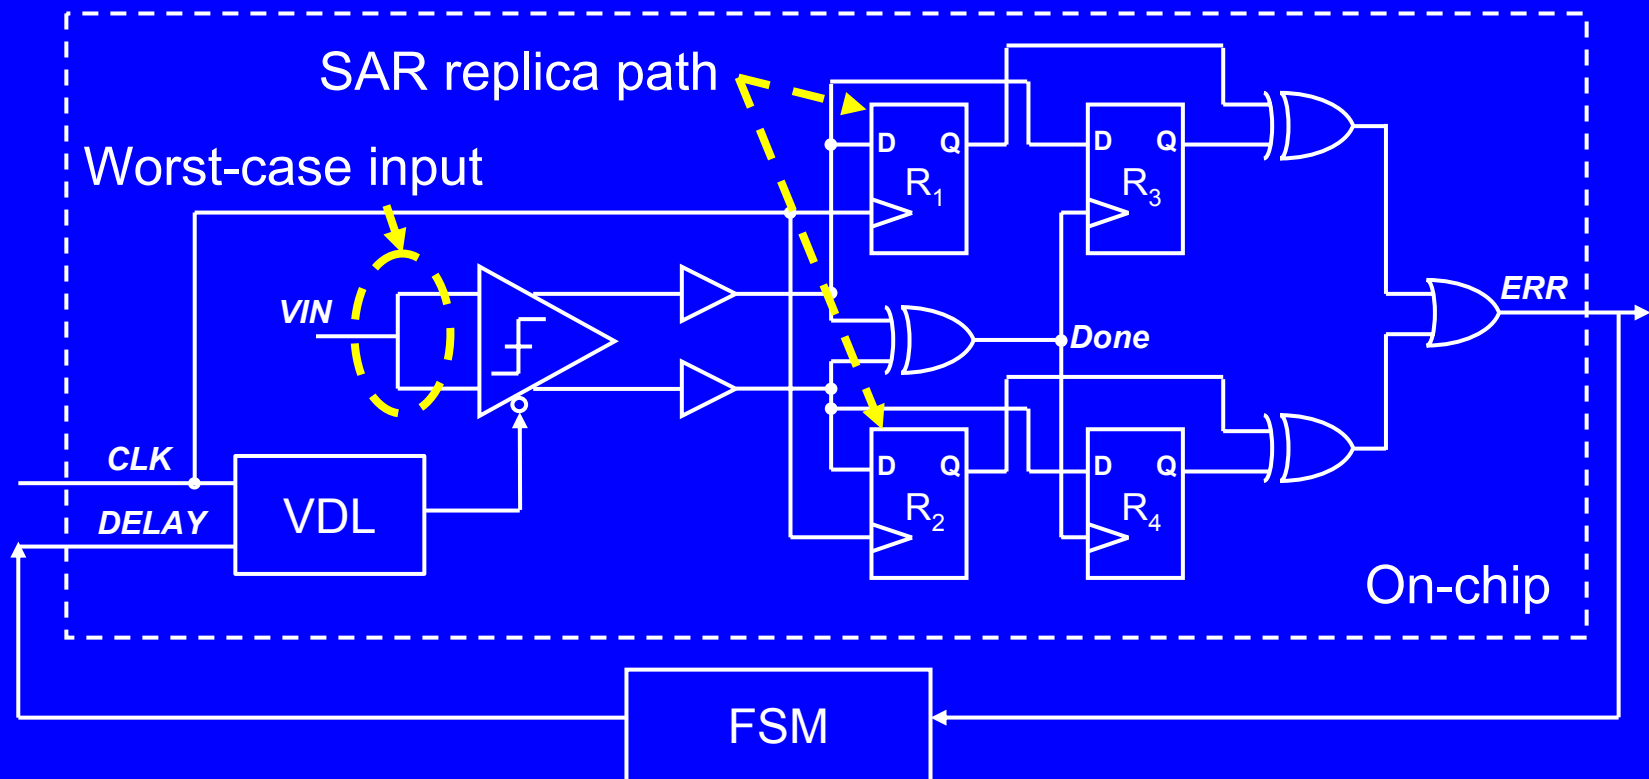 SAR replica path
Worst-case input
D Q
R1
D Q
R3
VIN
ERR
Done
CLK
DELAY
VDL
D Q
R2
D Q
R4
On-chip
FSM